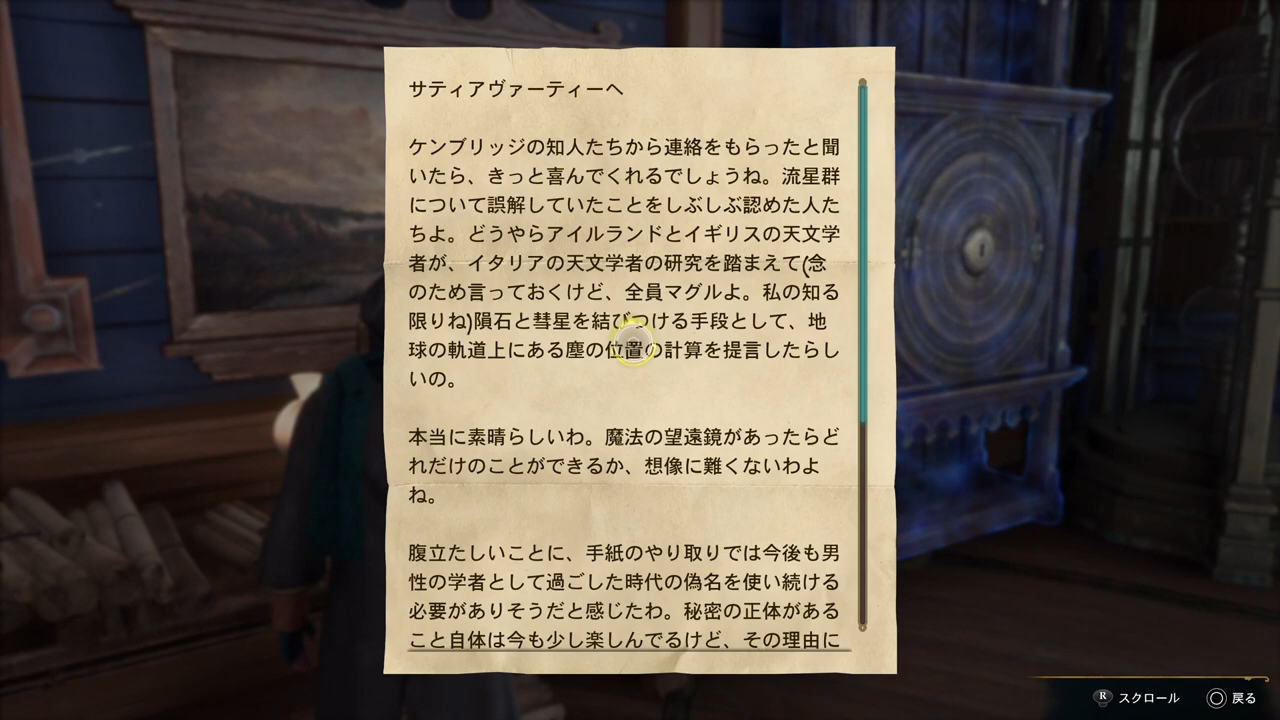 サティアヴァーティーへ
ケンブリッジの知人たちから連絡をもらったと聞
いたら、きっと喜んでくれるでしょうね。流星群
について誤解していたことをしぶしぶ認めた人た
ちよ。どうやらアイルランドとイギリスの天文学
者が、イタリアの天文学者の研究を踏まえて(念
のため言っておくけど、全員マグルよ。私の知る
限りね)隕石と彗星を結びつける手段として、地
球の軌道上にある塵の位置の計算を提言したらし
いの。
本当に素晴らしいわ。魔法の望遠鏡があったらど
れだけのことができるか、想像に難くないわよ
ね。
腹立たしいことに、手紙のやり取りでは今後も男
性の学者として過ごした時代の偽名を使い続ける
必要がありそうだと感じたわ。秘密の正体がある
こと自体は今も少し楽しんでるけど、その理由に
R スクロール 戻る